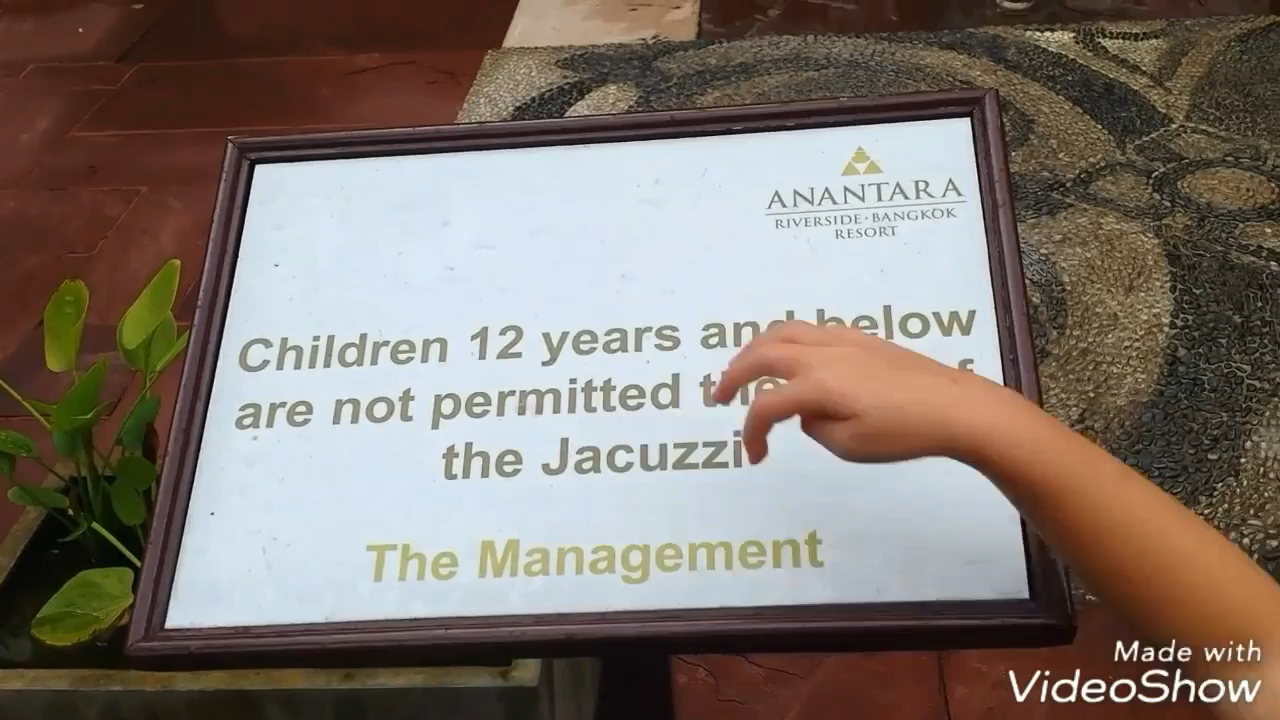 ANANTARA
RIVERSIDE · BANGKOK
RESORT
Children 12 years and below
are not permitted the of
the Jacuzzi
The Management
Made with
VideoShow